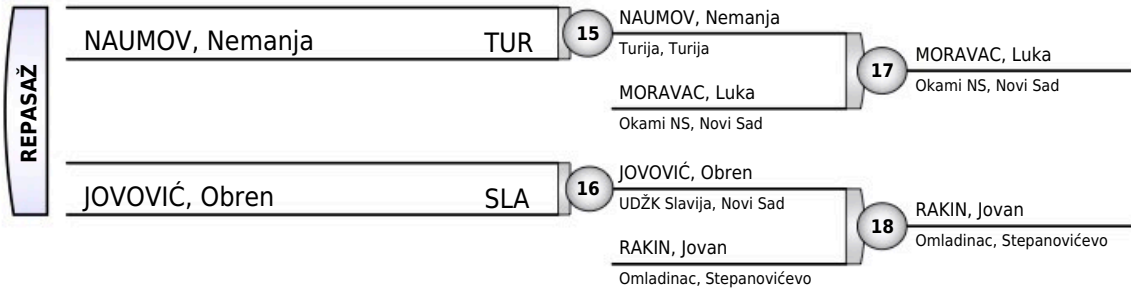 REPASAŽ
NAUMOV, Nemanja TUR
15
NAUMOV, Nemanja
Turija, Turija
MORAVAC, Luka
Okami NS, Novi Sad
17
MORAVAC, Luka
Okami NS, Novi Sad
JOVOVIĆ, Obren SLA
16
JOVOVIĆ, Obren
UDŽK Slavija, Novi Sad
RAKIN, Jovan
Omladinac, Stepanovićevo
18
RAKIN, Jovan
Omladinac, Stepanovićevo